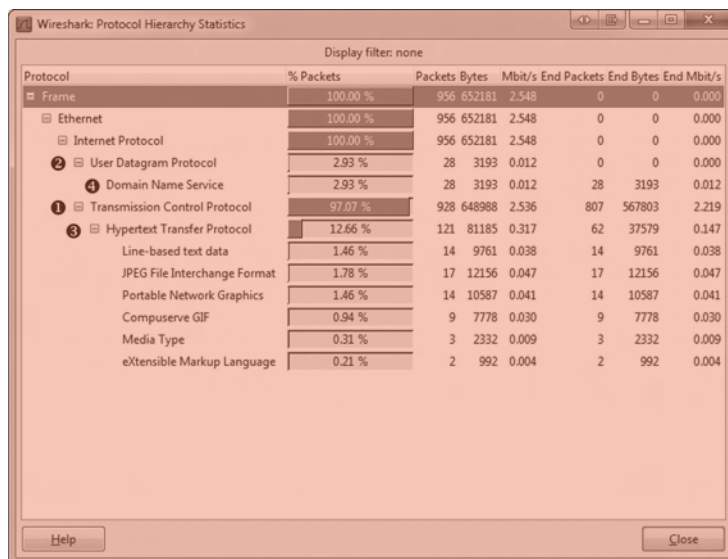 Wireshark: Protocol Hierarchy Statistics
Display filter: none
Protocol % Packets Packets Bytes Mbit/s End Packets End Bytes End Mbit/s
Frame 100.00 % 956 652181 2.548 0 0 0.000
Ethernet 100.00 % 956 652181 2.548 0 0 0.000
Internet Protocol 100.00 % 956 652181 2.548 0 0 0.000
❷ User Datagram Protocol 2.93 % 28 3193 0.012 0 0 0.000
❹ Domain Name Service 2.93 % 28 3193 0.012 28 3193 0.012
❶ Transmission Control Protocol 97.07 % 928 648988 2.536 807 567803 2.219
❸ Hypertext Transfer Protocol 12.66 % 121 81185 0.317 62 37579 0.147
Line-based text data 1.46 % 14 9761 0.038 14 9761 0.038
JPEG File Interchange Format 1.78 % 17 12156 0.047 17 12156 0.047
Portable Network Graphics 1.46 % 14 10587 0.041 14 10587 0.041
Compuserve GIF 0.94 % 9 7778 0.030 9 7778 0.030
Media Type 0.31 % 3 2332 0.009 3 2332 0.009
eXtensible Markup Language 0.21 % 2 992 0.004 2 992 0.004
Help Close